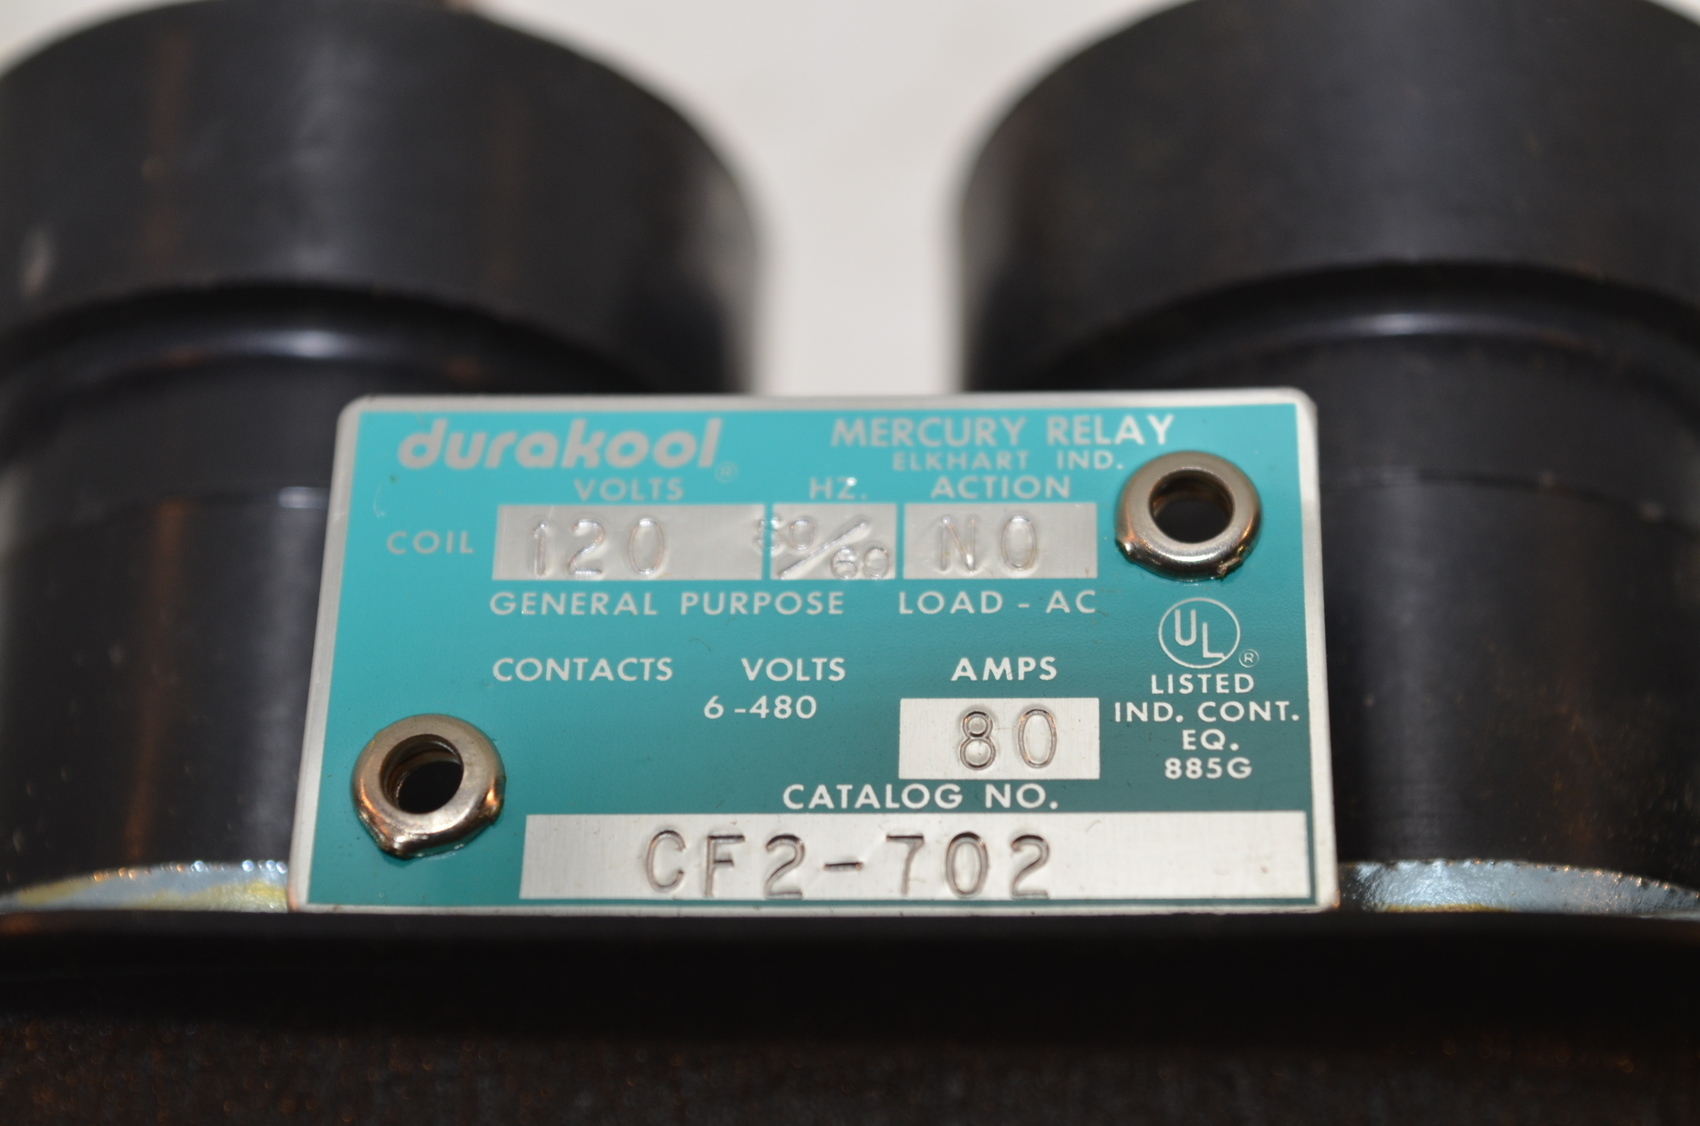 durakool®
MERCURY RELAY
ELKHART IND.
VOLTS HZ. ACTION
COIL 120 50/60 NO
GENERAL PURPOSE LOAD - AC
CONTACTS VOLTS AMPS
6-480 80
UL®
LISTED
IND. CONT.
EQ.
885G
CATALOG NO.
CF2-702